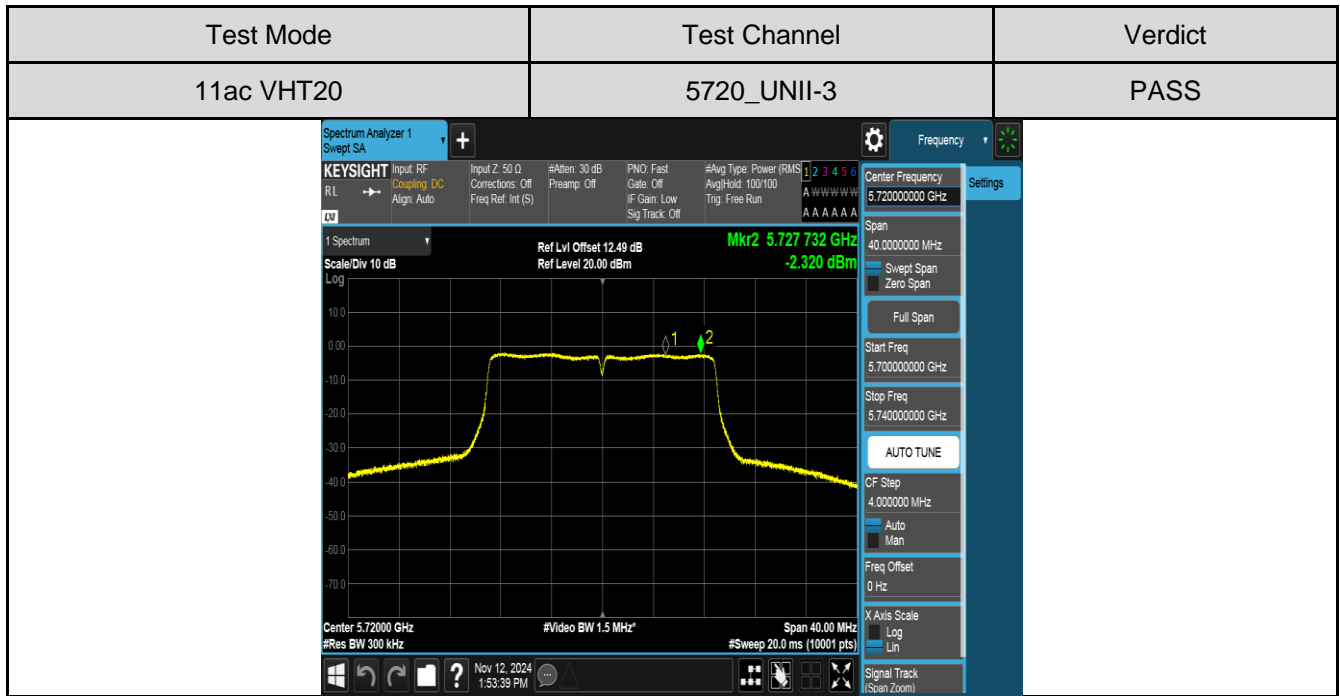 Test Mode Test Channel Verdict
11ac VHT20 5720_UNII-3 PASS
Spectrum Analyzer 1
Swept SA
+
Frequency
KEYSIGHT
RL
LXI
Input: RF
Coupling: DC
Align: Auto
Input Z: 50 Ω
Corrections: Off
Freq Ref: Int (S)
#Atten: 30 dB
Preamp: Off
PNO: Fast
Gate: Off
IF Gain: Low
Sig Track: Off
#Avg Type: Power (RMS
Avg|Hold: 100/100
Trig: Free Run
1 2 3 4 5 6
A W W W W W
A A A A A A
1 Spectrum
Scale/Div 10 dB
Log
Ref Lvl Offset 12.49 dB
Ref Level 20.00 dBm
Mkr2 5.727 732 GHz
-2.320 dBm
10.0
0.00
-10.0
-20.0
-30.0
-40.0
-50.0
-60.0
-70.0
1
2
Center 5.72000 GHz
#Res BW 300 kHz
#Video BW 1.5 MHz*
Span 40.00 MHz
#Sweep 20.0 ms (10001 pts)
?
Nov 12, 2024
1:53:39 PM
Center Frequency
5.720000000 GHz
Settings
Span
40.0000000 MHz
Swept Span
Zero Span
Full Span
Start Freq
5.700000000 GHz
Stop Freq
5.740000000 GHz
AUTO TUNE
CF Step
4.000000 MHz
Auto
Man
Freq Offset
0 Hz
X Axis Scale
Log
Lin
Signal Track
(Span Zoom)